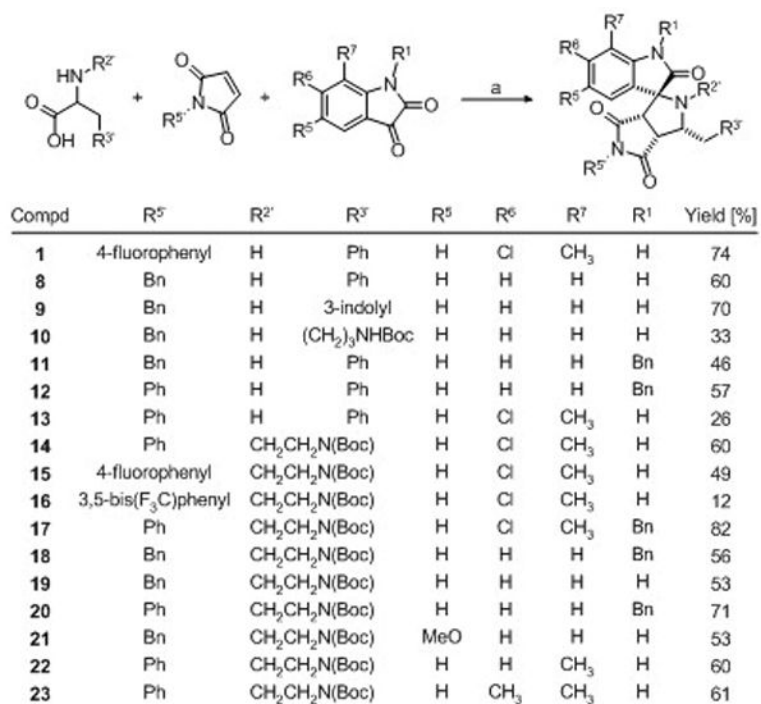 R⁷ R¹
R⁶ N
O
R⁵ N R²'
O R³'
N
R⁵' O
R²'
HN
O
OH R³'
+
O
N
R⁵' O
+
R⁷ R¹
R⁶ N
O
R⁵ O
a
Compd R⁵' R²' R³' R⁵ R⁶ R⁷ R¹ Yield [%]
1 4-fluorophenyl H Ph H Cl CH₃ H 74
8 Bn H Ph H H H H 60
9 Bn H 3-indolyl H H H H 70
10 Bn H (CH₂)₃NHBoc H H H H 33
11 Bn H Ph H H H Bn 46
12 Ph H Ph H H H Bn 57
13 Ph H Ph H Cl CH₃ H 26
14 Ph CH₂CH₂N(Boc) H Cl CH₃ H 60
15 4-fluorophenyl CH₂CH₂N(Boc) H Cl CH₃ H 49
16 3,5-bis(F₃C)phenyl CH₂CH₂N(Boc) H Cl CH₃ H 12
17 Ph CH₂CH₂N(Boc) H Cl CH₃ Bn 82
18 Bn CH₂CH₂N(Boc) H H H Bn 56
19 Bn CH₂CH₂N(Boc) H H H H 53
20 Ph CH₂CH₂N(Boc) H H H Bn 71
21 Bn CH₂CH₂N(Boc) MeO H H H 53
22 Ph CH₂CH₂N(Boc) H H CH₃ H 60
23 Ph CH₂CH₂N(Boc) H CH₃ CH₃ H 61